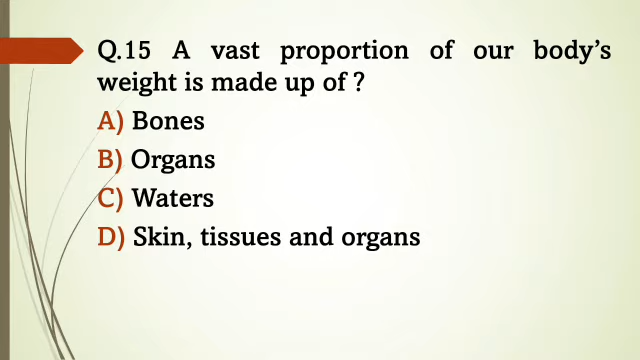 Q.15 A vast proportion of our body’s
weight is made up of ?
A) Bones
B) Organs
C) Waters
D) Skin, tissues and organs